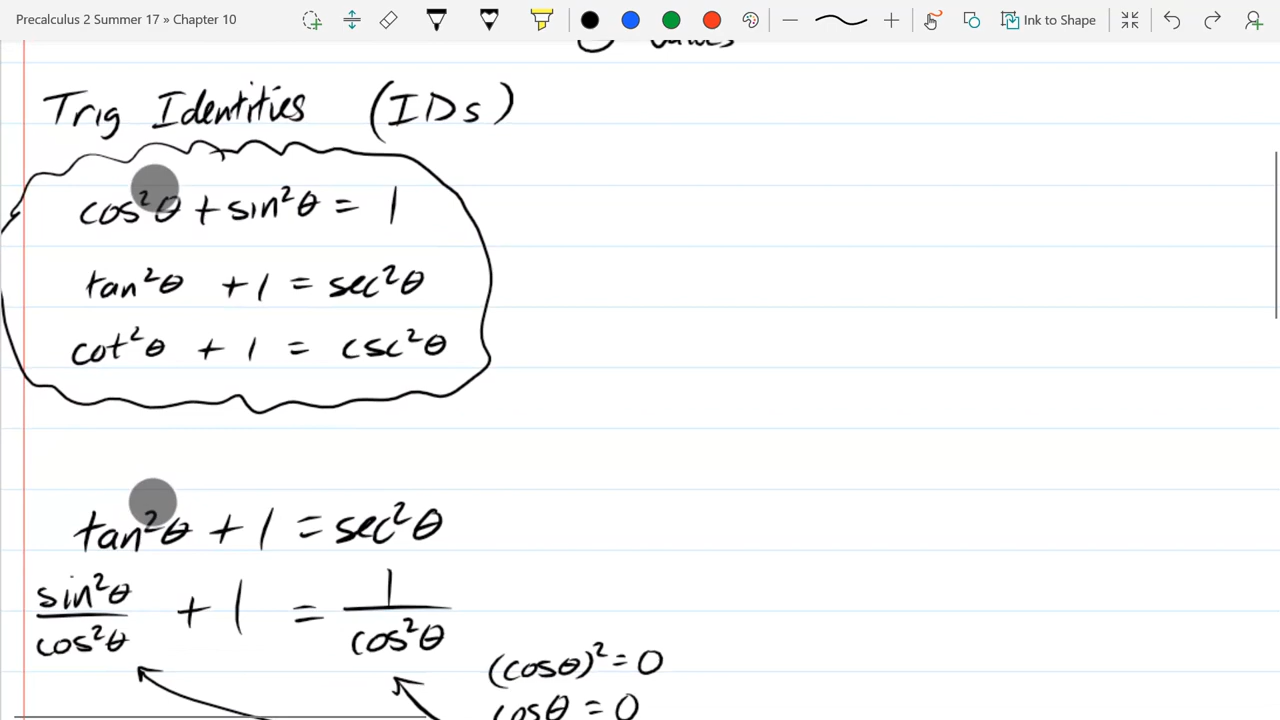 Precalculus 2 Summer 17 » Chapter 10
Ink to Shape
Trig Identities (IDs)
cos²θ + sin²θ = 1
tan²θ + 1 = sec²θ
cot²θ + 1 = csc²θ
tan²θ + 1 = sec²θ
sin²θ/cos²θ + 1 = 1/cos²θ
(cosθ)² = 0
cosθ = 0